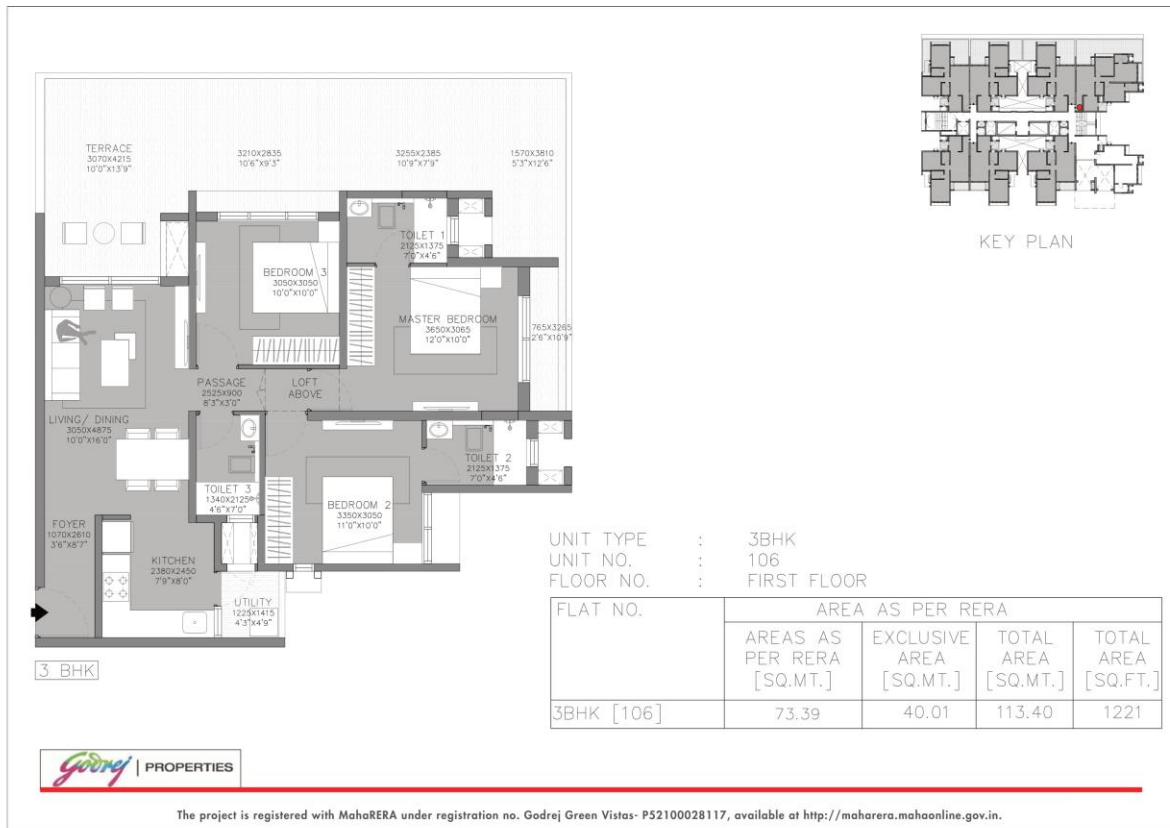 TERRACE
3070X4215
10'0"X13'9"
3210X2835
10'6"X9'3"
3255X2385
10'9"X7'9"
1570X3810
5'3"X12'6"
KEY PLAN
TOILET 1
2125X1375
7'0"X4'6"
BEDROOM 3
3050X3050
10'0"X10'0"
MASTER BEDROOM
3650X3065
12'0"X10'0"
765X3265
2'6"X10'9"
PASSAGE
2525X900
8'3"X3'0"
LOFT
ABOVE
LIVING/ DINING
3050X4875
10'0"X16'0"
TOILET 2
2125X1375
7'0"X4'6"
TOILET 3
1340X2125
4'6"X7'0"
BEDROOM 2
3350X3050
11'0"X10'0"
FOYER
1070X2610
3'6"X8'7"
KITCHEN
2380X2450
7'9"X8'0"
UTILITY
1225X1415
4'3"X4'9"
3 BHK
UNIT TYPE : 3BHK
UNIT NO. : 106
FLOOR NO. : FIRST FLOOR
FLAT NO.
AREA AS PER RERA
AREAS AS PER RERA [SQ.MT.]
EXCLUSIVE AREA [SQ.MT.]
TOTAL AREA [SQ.MT.]
TOTAL AREA [SQ.FT.]
3BHK [106] 73.39 40.01 113.40 1221
Godrej | PROPERTIES
The project is registered with MahaRERA under registration no. Godrej Green Vistas- P52100028117, available at http://maharera.mahaonline.gov.in.